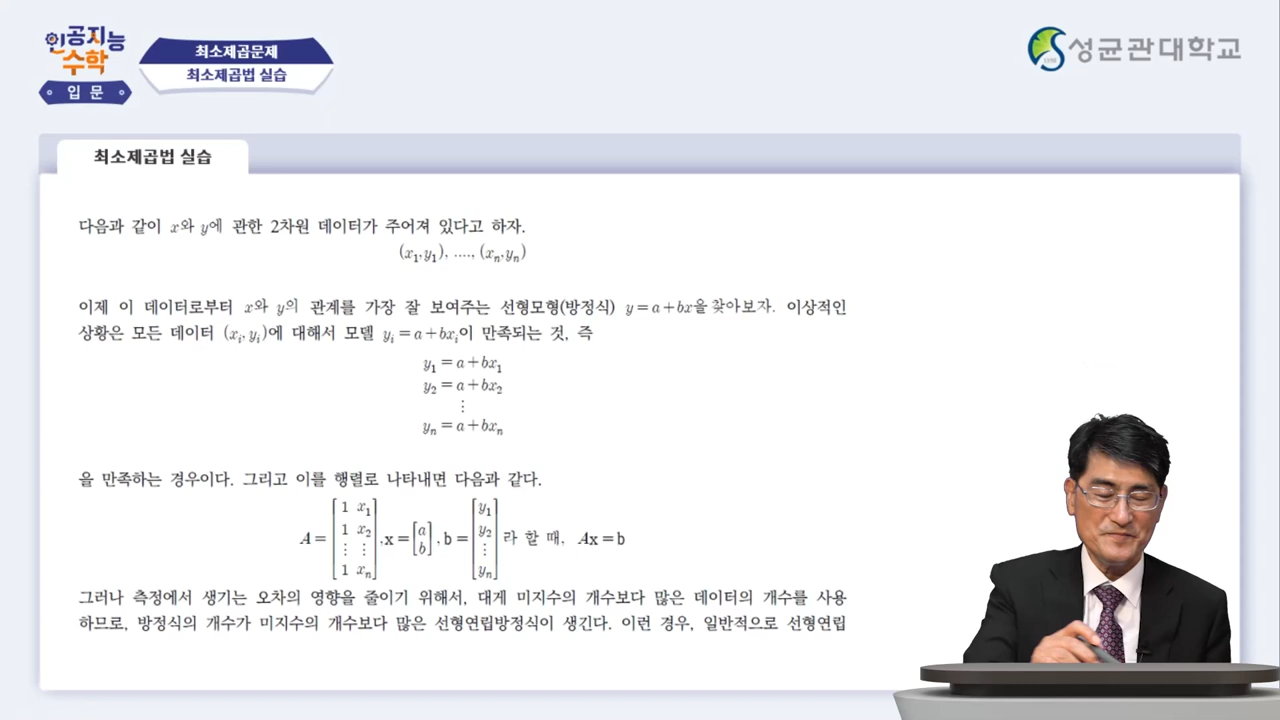 인공지능
수학
입문
최소제곱문제
최소제곱법 실습
성균관대학교
최소제곱법 실습
다음과 같이 x와 y에 관한 2차원 데이터가 주어져 있다고 하자.
(x₁,y₁), ...., (xₙ,yₙ)
이제 이 데이터로부터 x와 y의 관계를 가장 잘 보여주는 선형모형(방정식) y=a+bx을 찾아보자. 이상적인
상황은 모든 데이터 (xᵢ, yᵢ)에 대해서 모델 yᵢ=a+bxᵢ이 만족되는 것, 즉
y₁=a+bx₁
y₂=a+bx₂
⋮
yₙ=a+bxₙ
을 만족하는 경우이다. 그리고 이를 행렬로 나타내면 다음과 같다.
A=[1 x₁; 1 x₂; ⋮ ⋮; 1 xₙ], x=[a; b], b=[y₁; y₂; ⋮; yₙ] 라 할 때, Ax=b
그러나 측정에서 생기는 오차의 영향을 줄이기 위해서, 대게 미지수의 개수보다 많은 데이터의 개수를 사용
하므로, 방정식의 개수가 미지수의 개수보다 많은 선형연립방정식이 생긴다. 이런 경우, 일반적으로 선형연립